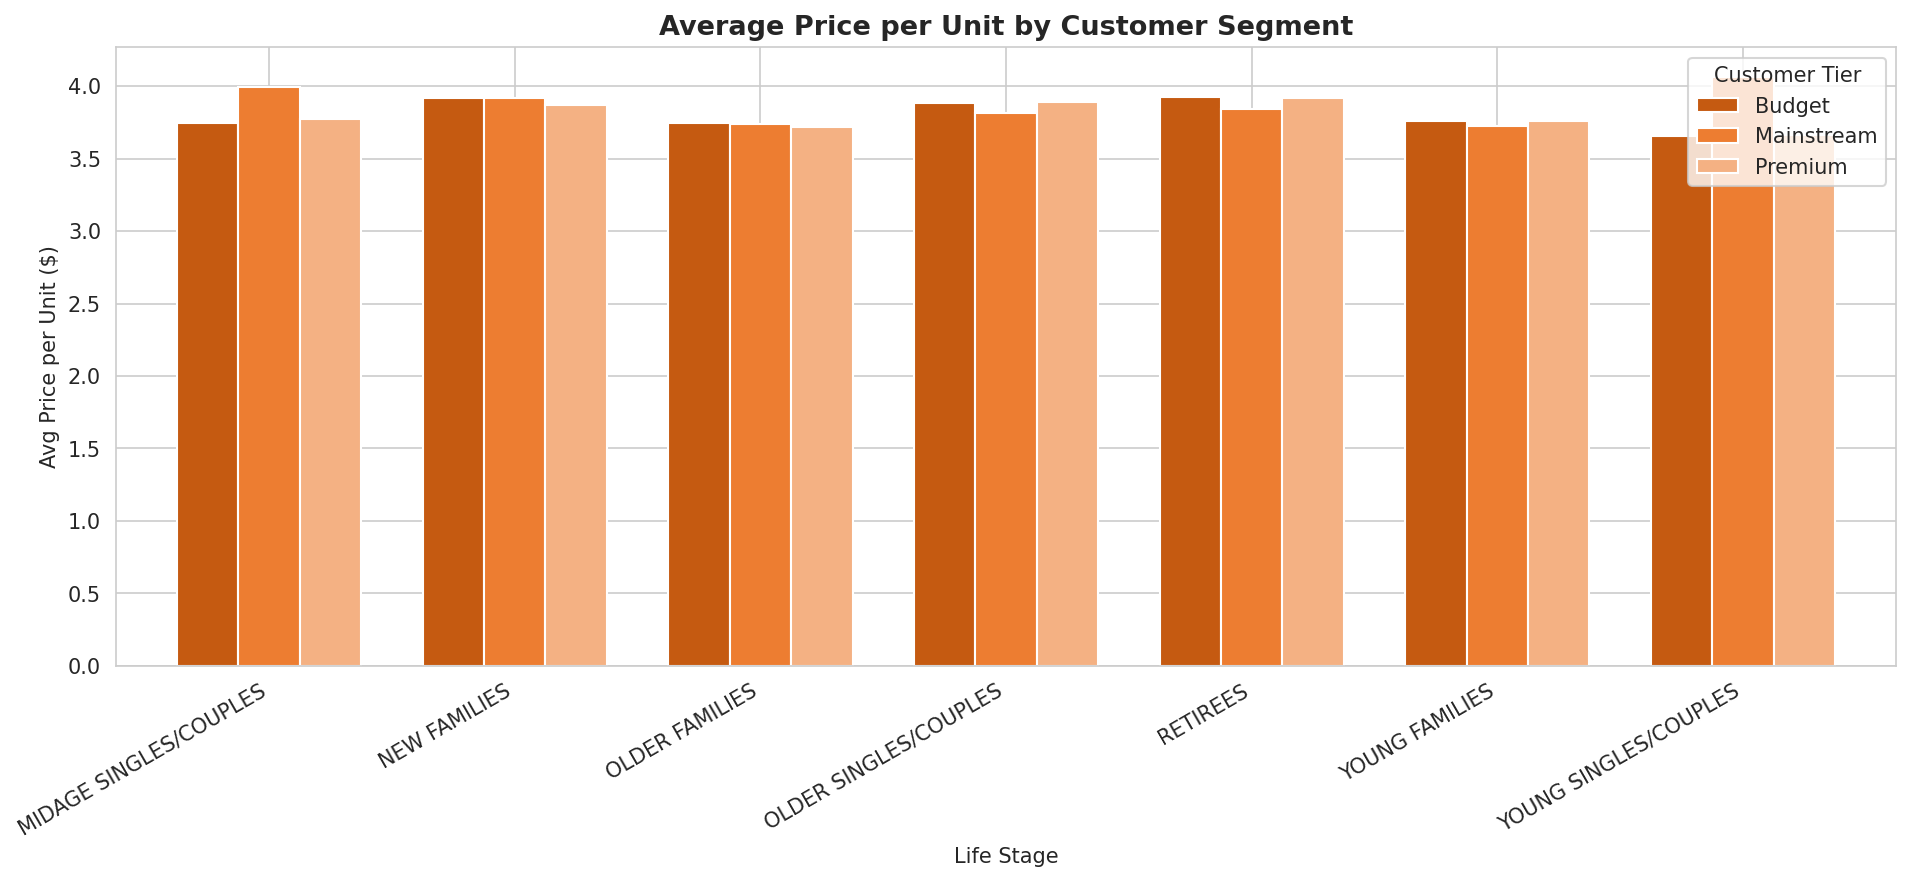 Average Price per Unit by Customer Segment
Customer Tier
Budget
Mainstream
Premium
Avg Price per Unit ($)
4.0
3.5
3.0
2.5
2.0
1.5
1.0
0.5
0.0
MIDAGE SINGLES/COUPLES
NEW FAMILIES
OLDER FAMILIES
OLDER SINGLES/COUPLES
RETIREES
YOUNG FAMILIES
YOUNG SINGLES/COUPLES
Life Stage